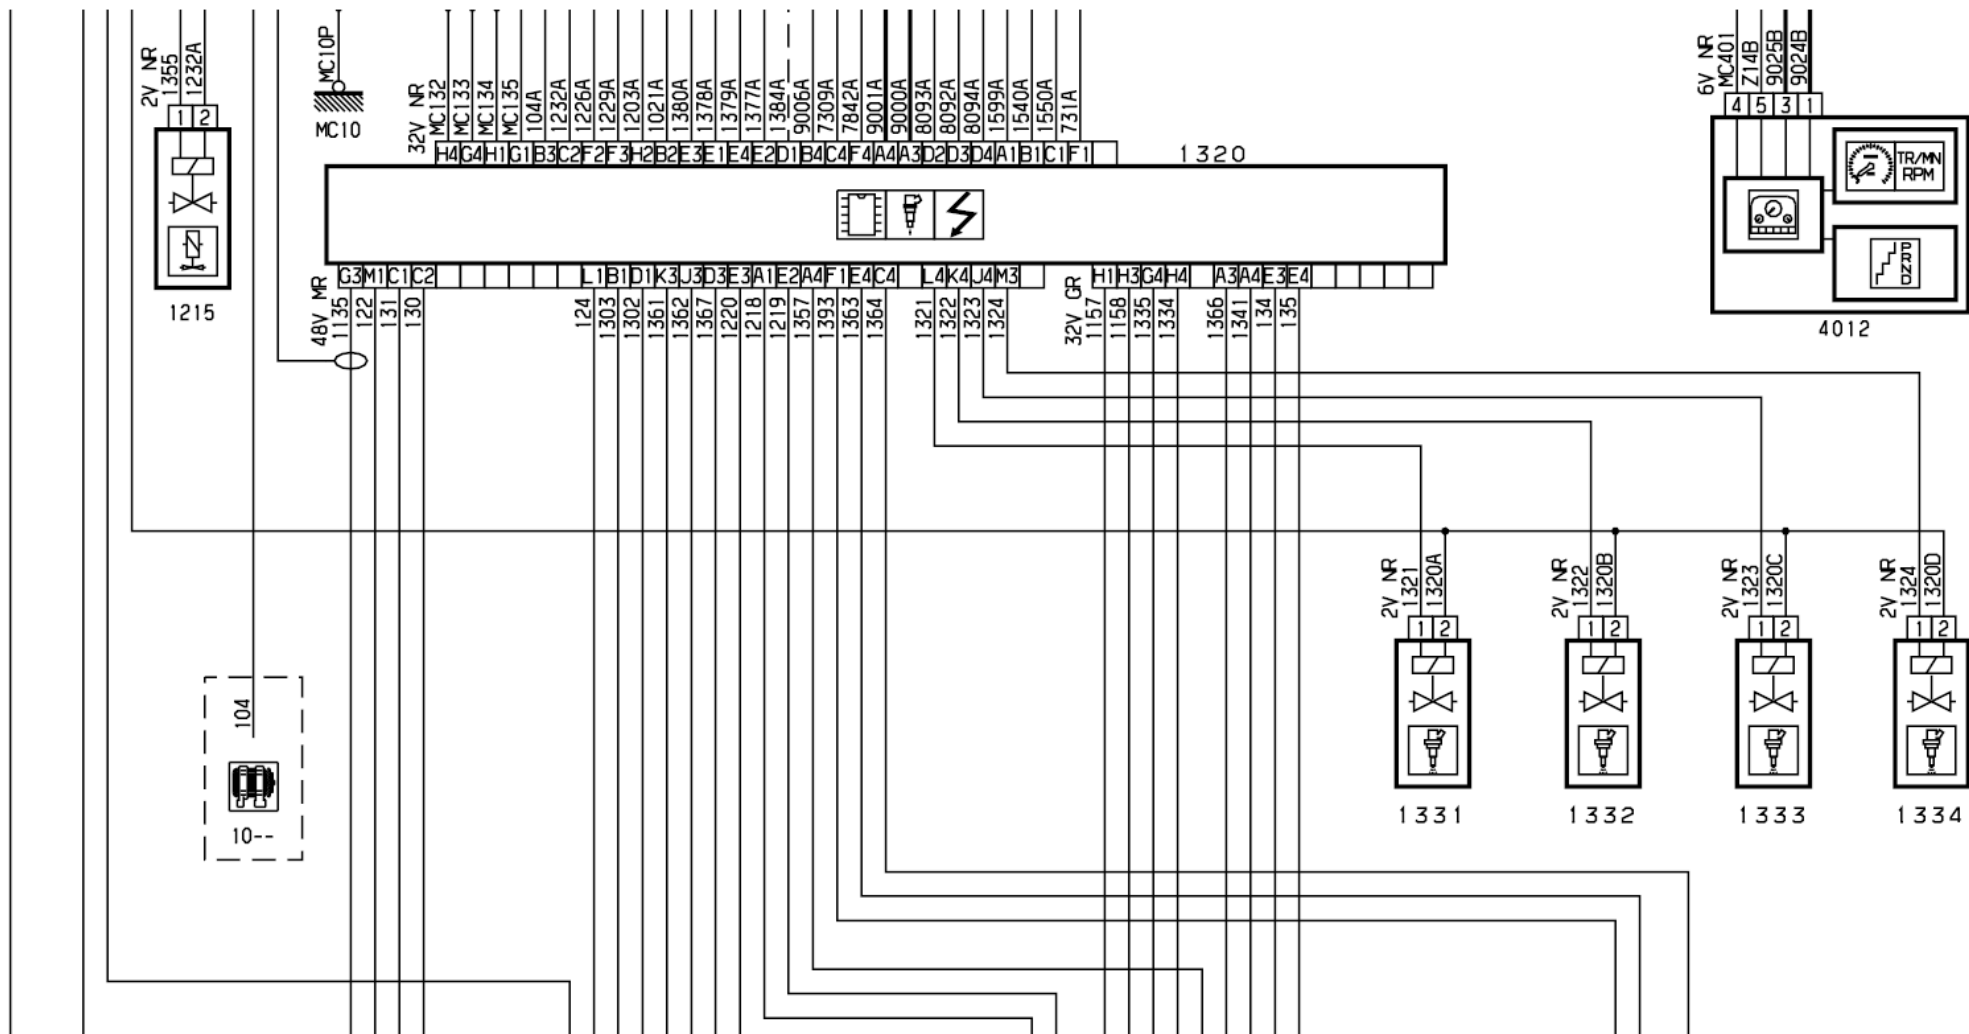 2V NR
1355
1232A
1 2
1215
MC10P
MC10
32V NR
MC132
MC133
MC134
MC135
104A
1232A
1226A
1229A
1203A
1021A
1380A
1378A
1379A
1377A
1384A
9006A
7309A
7842A
9001A
9000A
8093A
8092A
8094A
1599A
1540A
1550A
731A
H4 G4 H1 G1 B3 C2 F2 F3 H2 B2 E3 E1 E4 E2 D1 B4 C4 F4 A4 A3 D2 D3 D4 A1 B1 C1 F1
1320
6V NR
MC401
Z14B
9025B
9024B
4 5 3 1
TR/MN
RPM
P
R
N
D
4012
G3 M1 C1 C2 L1 B1 D1 K3 J3 D3 E3 A1 E2 A4 F1 E4 C4 L4 K4 J4 M3 H1 H3 G4 H4 A3 A4 E3 E4
48V MR
1135
122
131
130
124
1303
1302
1361
1362
1367
1220
1218
1219
1357
1393
1363
1364
1321
1322
1323
1324
32V GR
1157
1158
1335
1334
1366
1341
134
135
2V NR
1321
1320A
1 2
1331
2V NR
1322
1320B
1 2
1332
2V NR
1323
1320C
1 2
1333
2V NR
1324
1320D
1 2
1334
104
10--